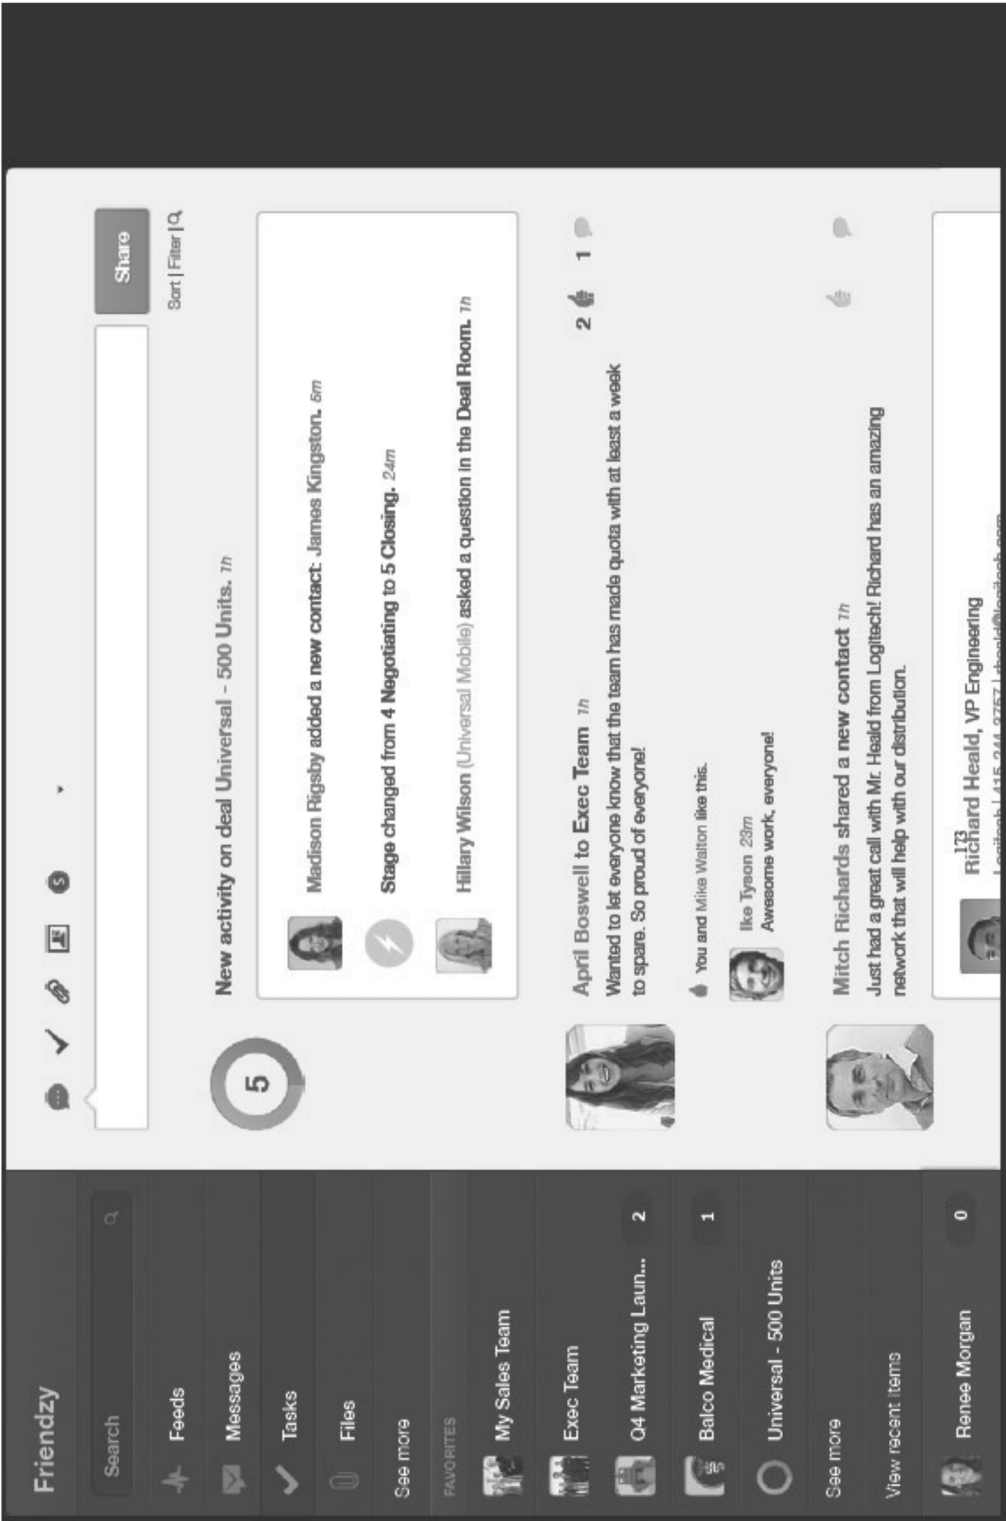 Friendzy
Search
Feeds
Messages
Tasks
Files
See more
FAVORITES
My Sales Team
Exec Team
Q4 Marketing Laun... 2
Balco Medical 1
Universal - 500 Units
See more
View recent items
Renee Morgan 0
Share
Sort | Filter |
5
New activity on deal Universal - 500 Units. 1h
Madison Rigsby added a new contact: James Kingston. 5m
Stage changed from 4 Negotiating to 5 Closing. 24m
Hillary Wilson (Universal Mobile) asked a question in the Deal Room. 1h
April Boswell to Exec Team 1h
2 1
Wanted to let everyone know that the team has made quota with at least a week
to spare. So proud of everyone!
You and Mike Walton like this.
Ike Tyson 23m
Awesome work, everyone!
Mitch Richards shared a new contact 1h
Just had a great call with Mr. Heald from Logitech! Richard has an amazing
network that will help with our distribution.
173
Richard Heald, VP Engineering